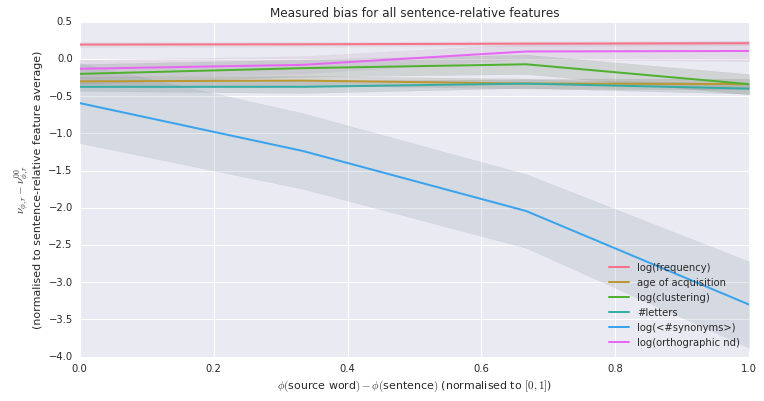 Measured bias for all sentence-relative features
0.5
0.0
−0.5
−1.0
−1.5
−2.0
−2.5
−3.0
−3.5
−4.0
ν_{ϕ,r} − ν_{ϕ,r}^{00}
(normalised to sentence-relative feature average)
log(frequency)
age of acquisition
log(clustering)
#letters
log(<#synonyms>)
log(orthographic nd)
0.0 0.2 0.4 0.6 0.8 1.0
ϕ(source word) − ϕ(sentence) (normalised to [0, 1])